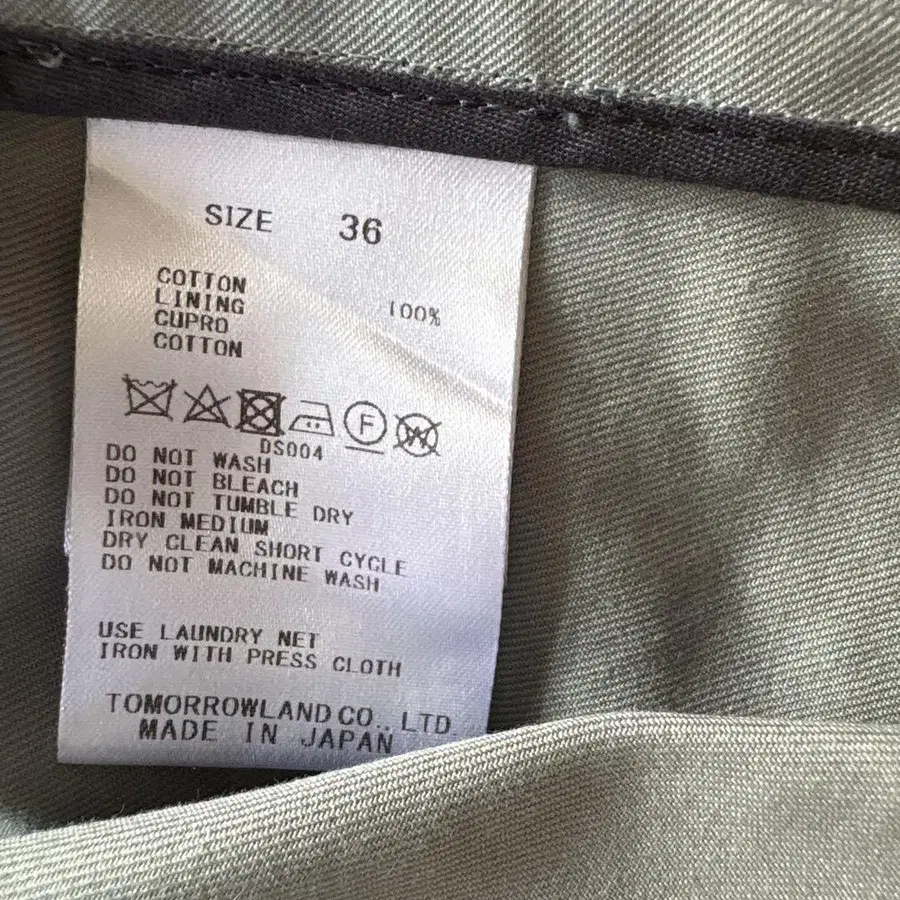 SIZE 36
COTTON
LINING 100%
CUPRO
COTTON
F W
DS004
DO NOT WASH
DO NOT BLEACH
DO NOT TUMBLE DRY
IRON MEDIUM
DRY CLEAN SHORT CYCLE
DO NOT MACHINE WASH
USE LAUNDRY NET
IRON WITH PRESS CLOTH
TOMORROWLAND CO., LTD.
MADE IN JAPAN